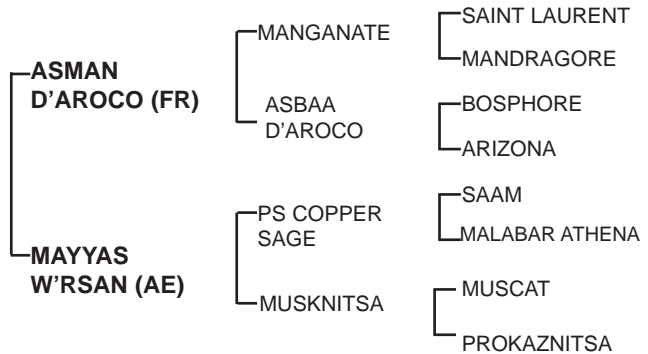 SAINT LAURENT
MANGANATE
MANDRAGORE
ASMAN
D’AROCO (FR)
BOSPHORE
ASBAA
D’AROCO
ARIZONA
SAAM
PS COPPER
SAGE
MALABAR ATHENA
MAYYAS
W’RSAN (AE)
MUSCAT
MUSKNITSA
PROKAZNITSA